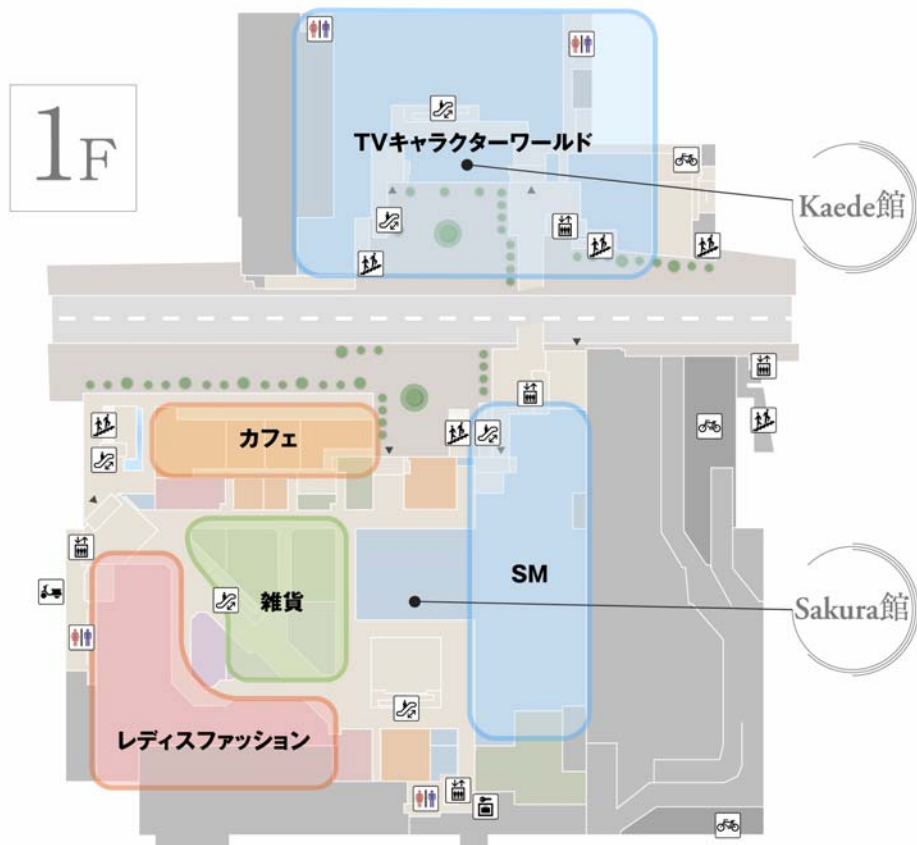 1F
TVキャラクターワールド
Kaede館
カフェ
SM
雑貨
Sakura館
レディスファッション